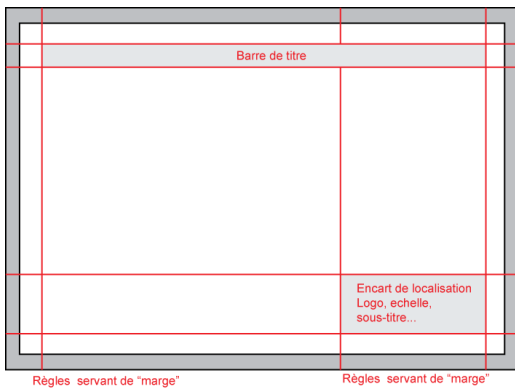 Barre de titre
Encart de localisation
Logo, echelle,
sous-titre...
Règles servant de “marge”
Règles servant de “marge”